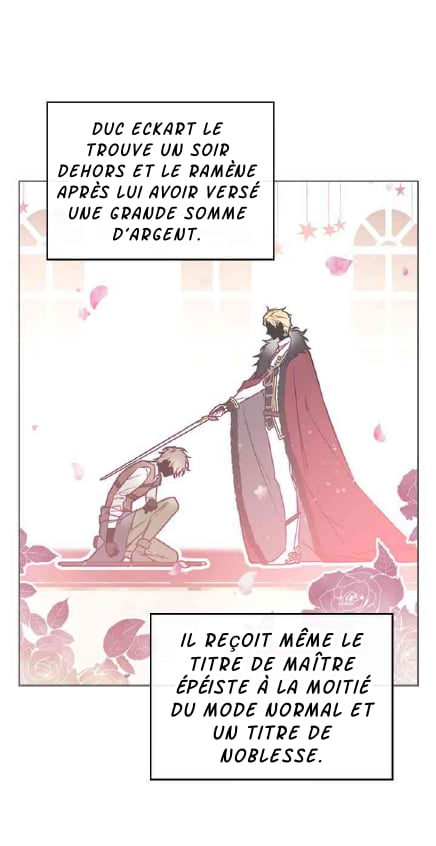 DUC ECKART LE
TROUVE UN SOIR
DEHORS ET LE RAMÈNE
APRÈS LUI AVOIR VERSÉ
UNE GRANDE SOMME
D'ARGENT.
IL REÇOIT MÊME LE
TITRE DE MAÎTRE
ÉPÉISTE À LA MOITIÉ
DU MODE NORMAL ET
UN TITRE DE
NOBLESSE.